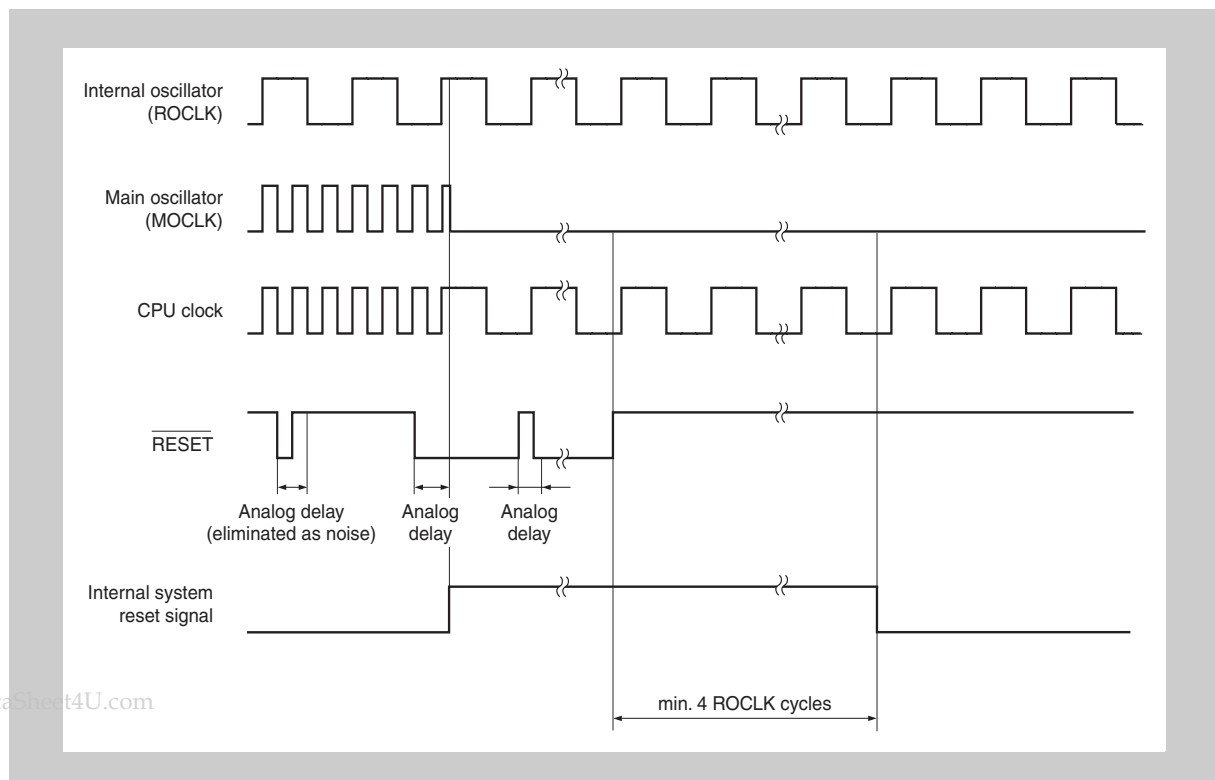 Internal oscillator
(ROCLK)
Main oscillator
(MOCLK)
CPU clock
RESET
Analog delay
(eliminated as noise)
Analog
delay
Analog
delay
Internal system
reset signal
min. 4 ROCLK cycles
taSheet4U.com